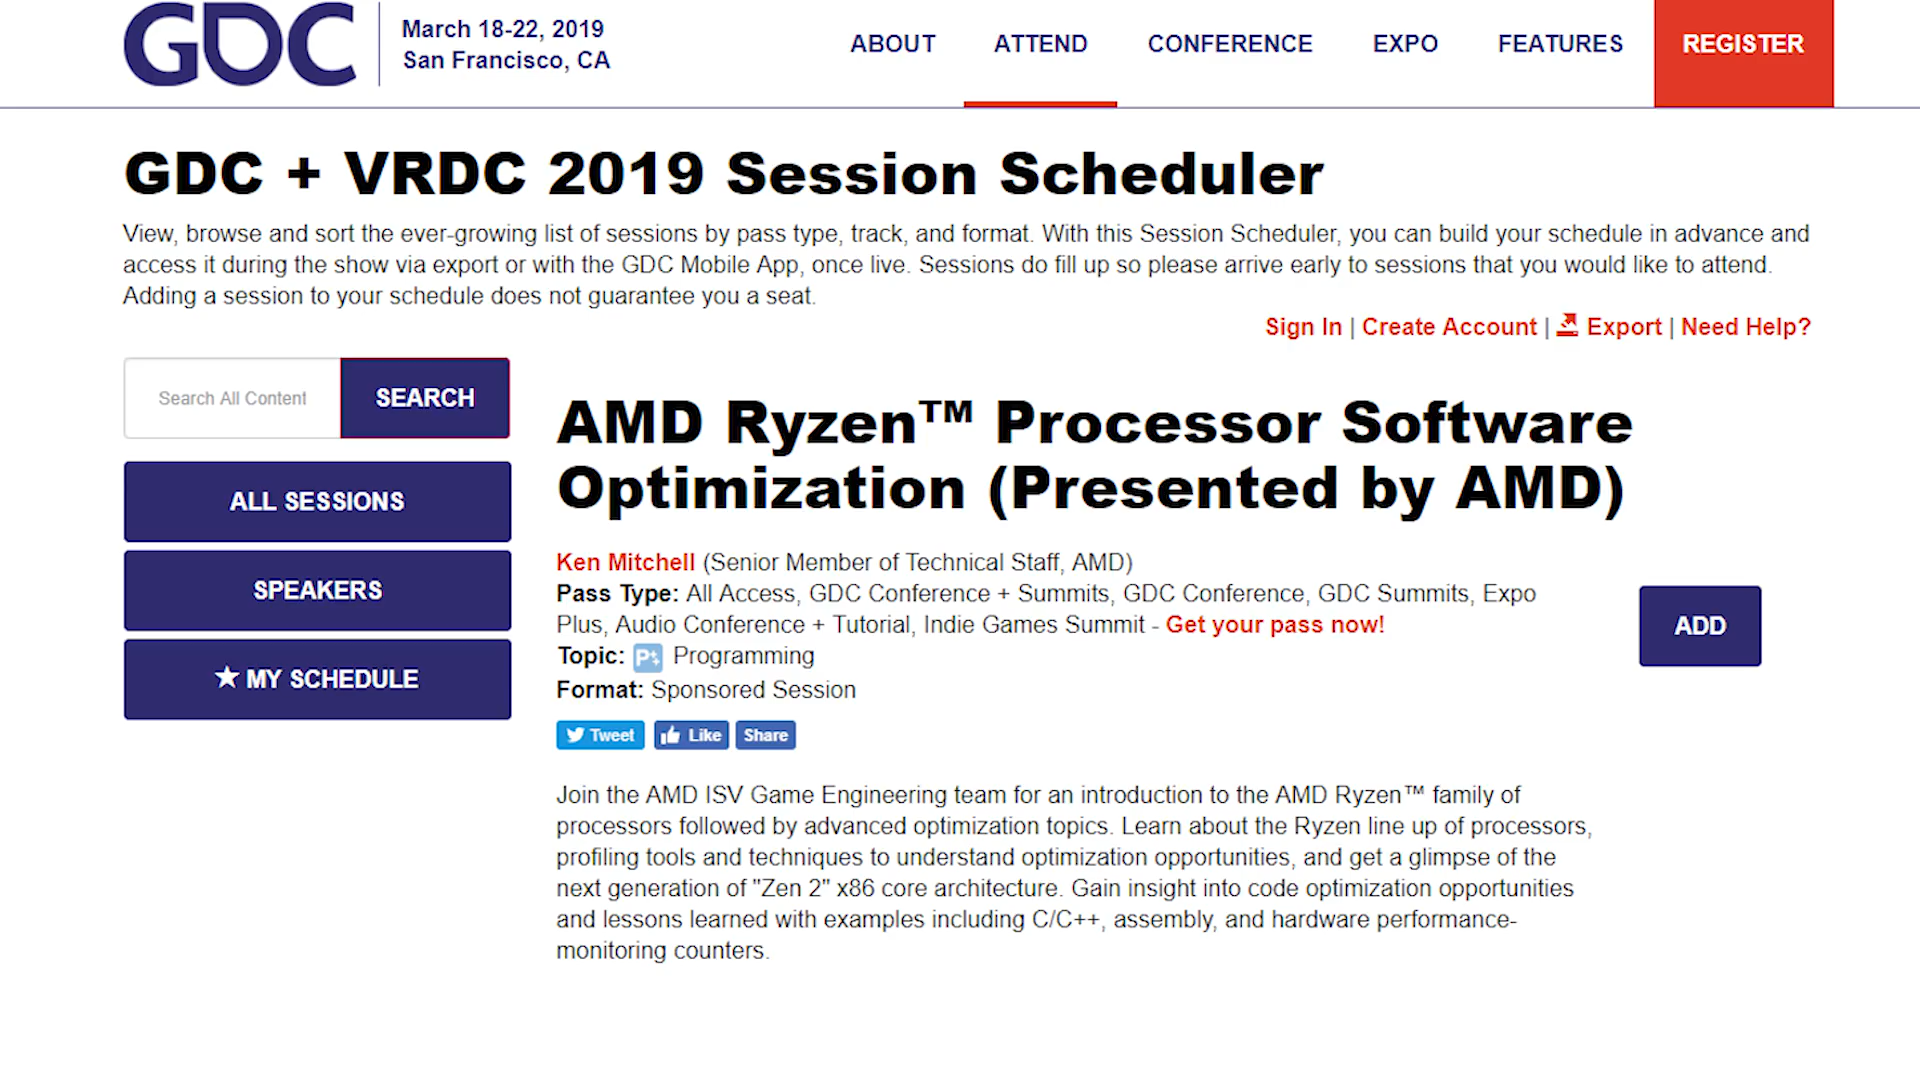 GDC
March 18-22, 2019
San Francisco, CA
ABOUT
ATTEND
CONFERENCE
EXPO
FEATURES
REGISTER
GDC + VRDC 2019 Session Scheduler
View, browse and sort the ever-growing list of sessions by pass type, track, and format. With this Session Scheduler, you can build your schedule in advance and
access it during the show via export or with the GDC Mobile App, once live. Sessions do fill up so please arrive early to sessions that you would like to attend.
Adding a session to your schedule does not guarantee you a seat.
Sign In | Create Account | Export | Need Help?
Search All Content
SEARCH
ALL SESSIONS
SPEAKERS
★ MY SCHEDULE
AMD Ryzen™ Processor Software
Optimization (Presented by AMD)
Ken Mitchell (Senior Member of Technical Staff, AMD)
Pass Type: All Access, GDC Conference + Summits, GDC Conference, GDC Summits, Expo
Plus, Audio Conference + Tutorial, Indie Games Summit - Get your pass now!
Topic: P Programming
Format: Sponsored Session
ADD
Tweet
Like
Share
Join the AMD ISV Game Engineering team for an introduction to the AMD Ryzen™ family of
processors followed by advanced optimization topics. Learn about the Ryzen line up of processors,
profiling tools and techniques to understand optimization opportunities, and get a glimpse of the
next generation of "Zen 2" x86 core architecture. Gain insight into code optimization opportunities
and lessons learned with examples including C/C++, assembly, and hardware performance-
monitoring counters.